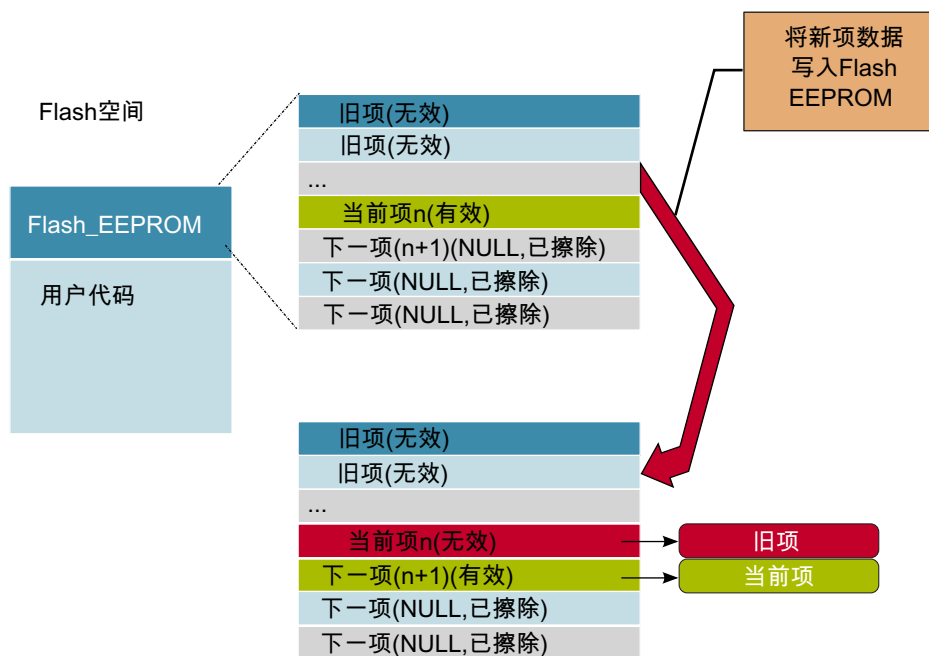 将新项数据
写入Flash
EEPROM
Flash空间
旧项(无效)
旧项(无效)
...
Flash_EEPROM
当前项n(有效)
下一项(n+1)(NULL,已擦除)
用户代码
下一项(NULL,已擦除)
下一项(NULL,已擦除)
旧项(无效)
旧项(无效)
...
当前项n(无效)
旧项
下一项(n+1)(有效)
当前项
下一项(NULL,已擦除)
下一项(NULL,已擦除)